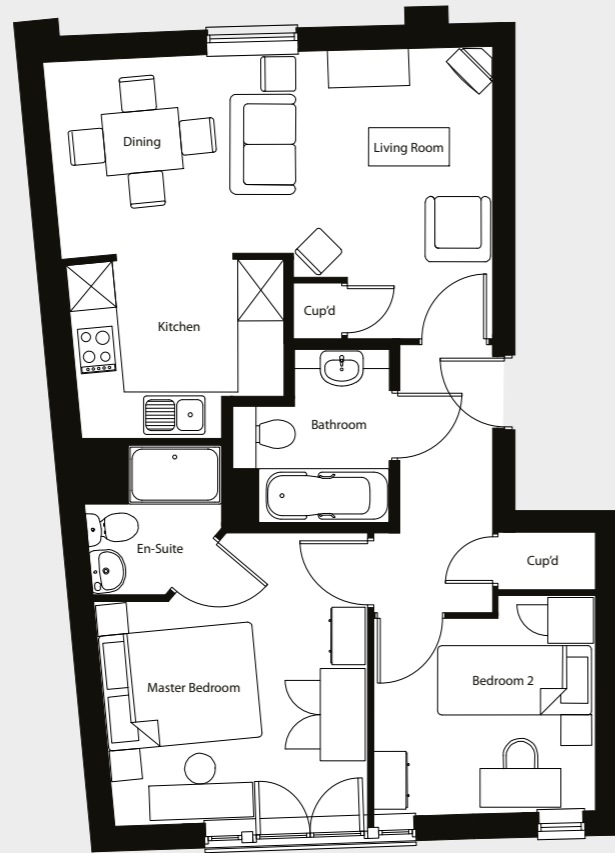 Dining
Living Room
Cup'd
Kitchen
Bathroom
En-Suite
Cup'd
Master Bedroom
Bedroom 2